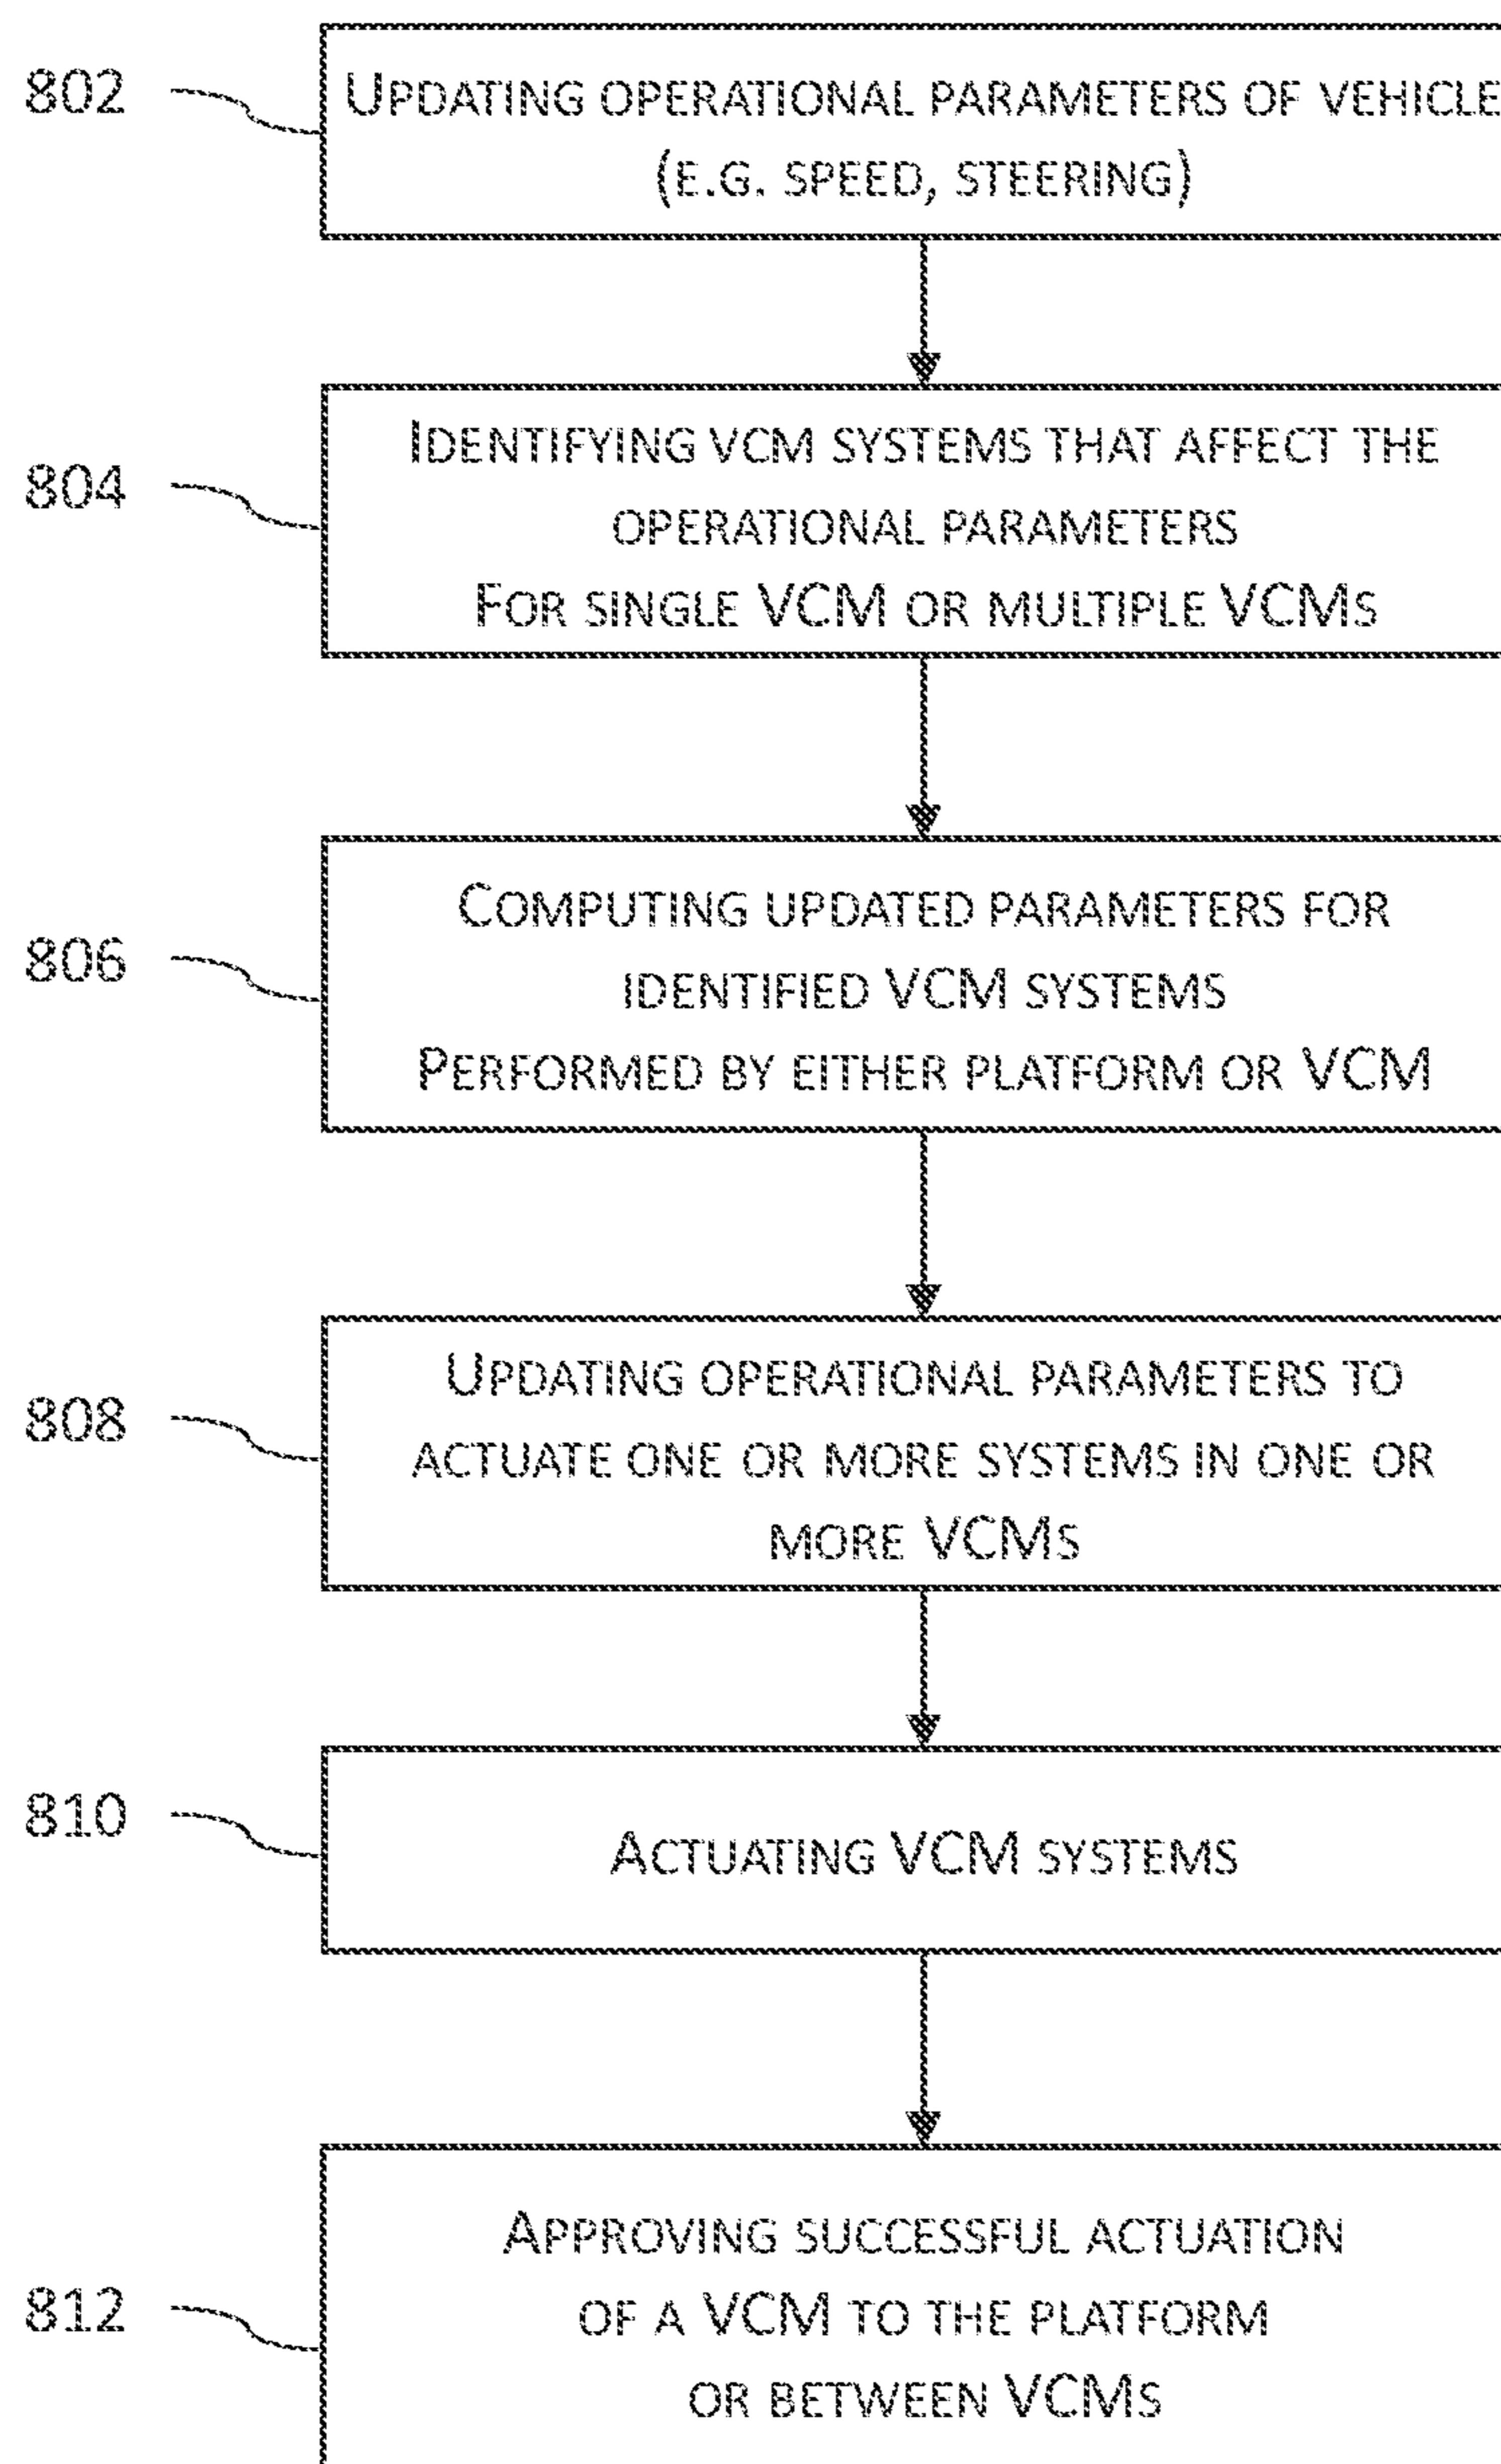 802
UPDATING OPERATIONAL PARAMETERS OF VEHICLE
(E.G. SPEED, STEERING)
804
IDENTIFYING VCM SYSTEMS THAT AFFECT THE
OPERATIONAL PARAMETERS
FOR SINGLE VCM OR MULTIPLE VCMS
806
COMPUTING UPDATED PARAMETERS FOR
IDENTIFIED VCM SYSTEMS
PERFORMED BY EITHER PLATFORM OR VCM
808
UPDATING OPERATIONAL PARAMETERS TO
ACTUATE ONE OR MORE SYSTEMS IN ONE OR
MORE VCMS
810
ACTUATING VCM SYSTEMS
812
APPROVING SUCCESSFUL ACTUATION
OF A VCM TO THE PLATFORM
OR BETWEEN VCMS